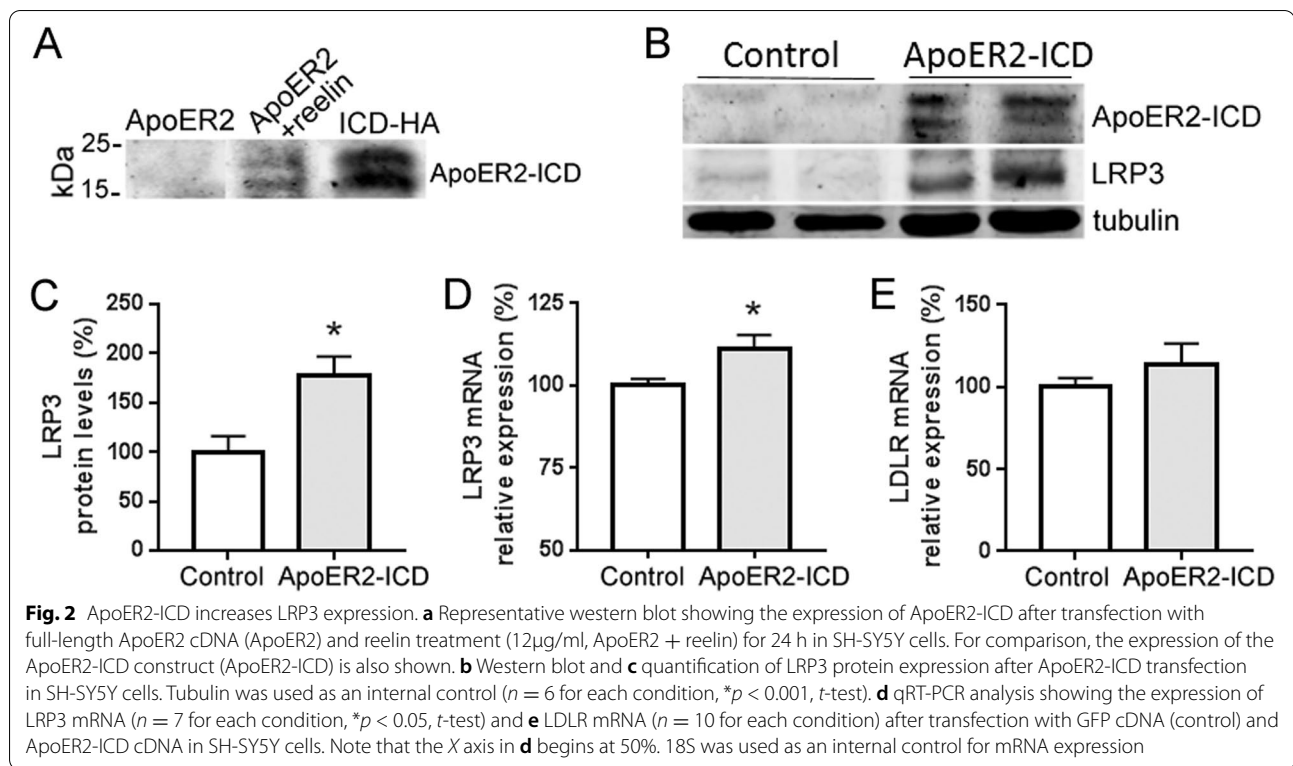 A
ApoER2
ApoER2
+reelin
ICD-HA
kDa
25-
15-
ApoER2-ICD
B
Control
ApoER2-ICD
ApoER2-ICD
LRP3
tubulin
C
LRP3
protein levels (%)
250
200
150
100
50
0
*
Control
ApoER2-ICD
D
LRP3 mRNA
relative expression (%)
125
100
75
50
*
Control
ApoER2-ICD
E
LDLR mRNA
relative expression (%)
150
100
50
0
Control
ApoER2-ICD
Fig. 2 ApoER2-ICD increases LRP3 expression. a Representative western blot showing the expression of ApoER2-ICD after transfection with
full-length ApoER2 cDNA (ApoER2) and reelin treatment (12µg/ml, ApoER2 + reelin) for 24 h in SH-SY5Y cells. For comparison, the expression of the
ApoER2-ICD construct (ApoER2-ICD) is also shown. b Western blot and c quantification of LRP3 protein expression after ApoER2-ICD transfection
in SH-SY5Y cells. Tubulin was used as an internal control (n = 6 for each condition, *p < 0.001, t-test). d qRT-PCR analysis showing the expression of
LRP3 mRNA (n = 7 for each condition, *p < 0.05, t-test) and e LDLR mRNA (n = 10 for each condition) after transfection with GFP cDNA (control) and
ApoER2-ICD cDNA in SH-SY5Y cells. Note that the X axis in d begins at 50%. 18S was used as an internal control for mRNA expression